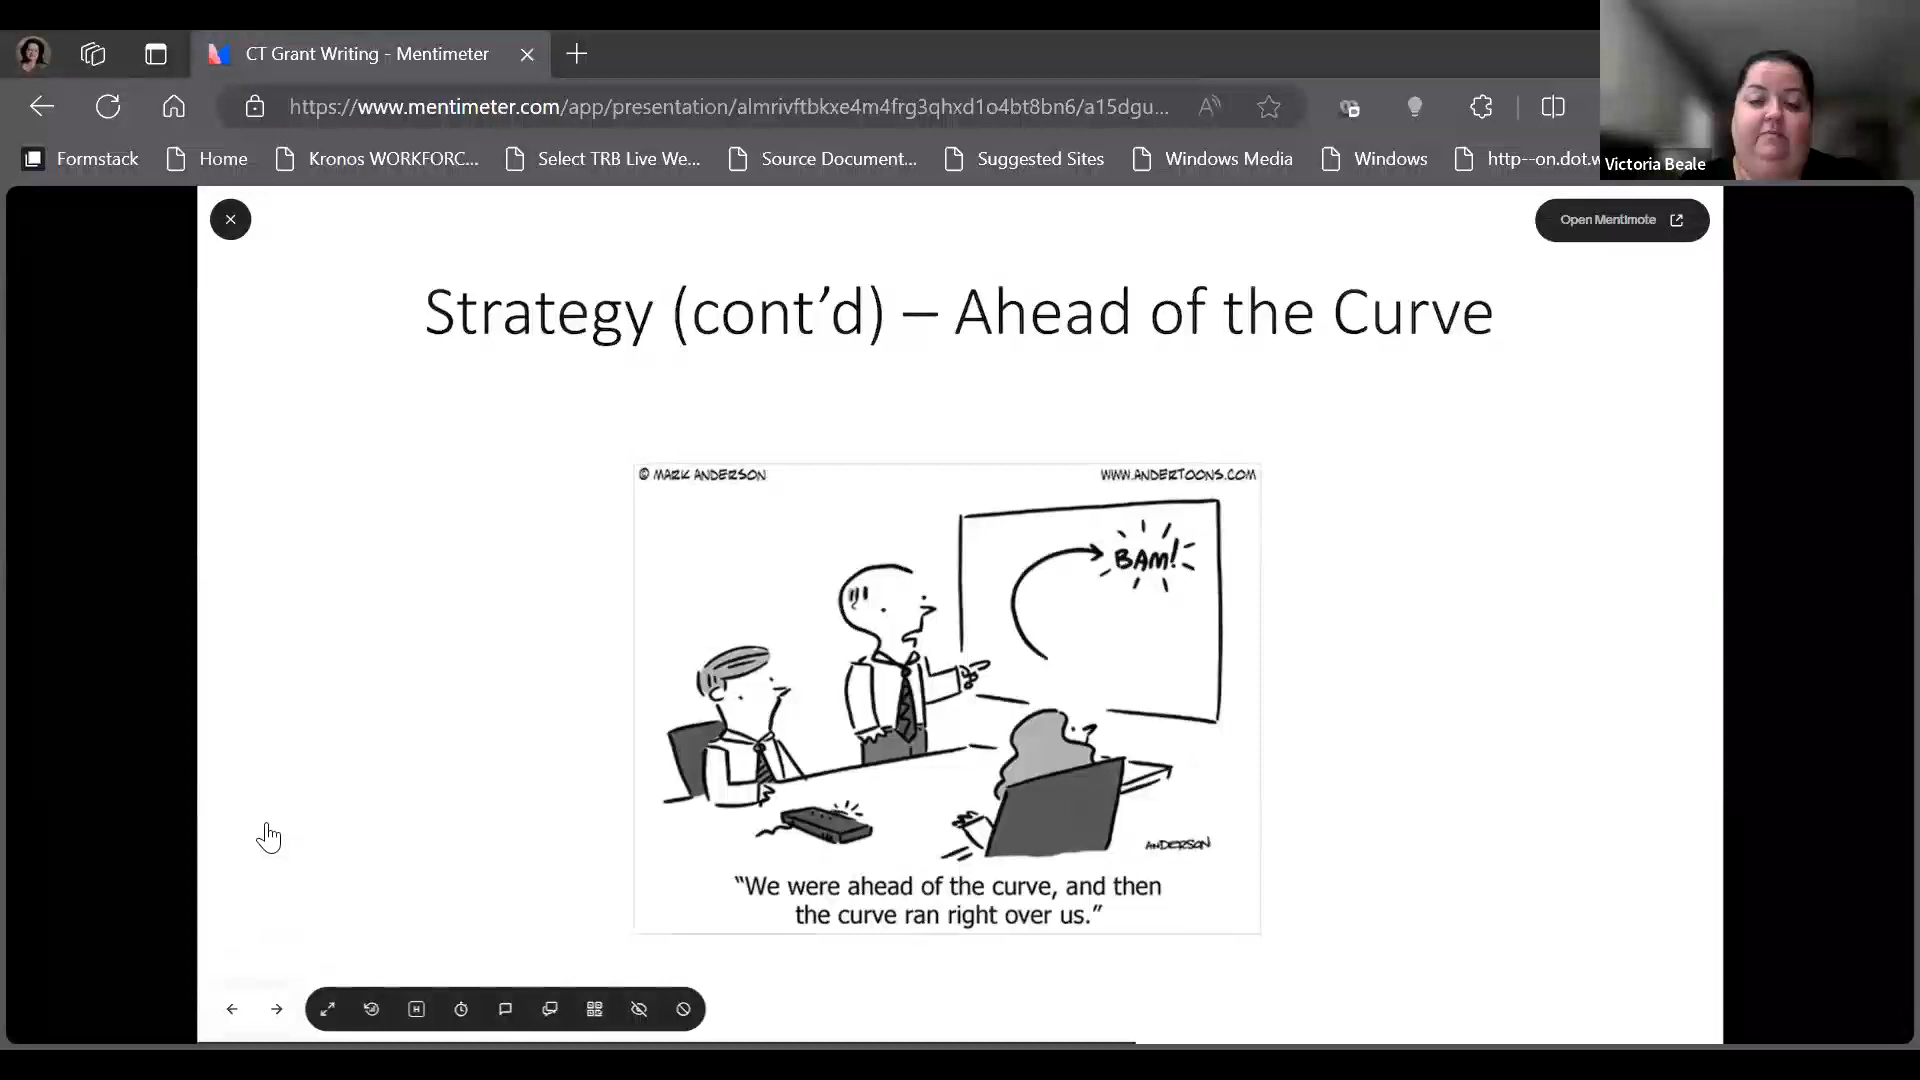 CT Grant Writing - Mentimeter
https://www.mentimeter.com/app/presentation/almrivftbkxe4m4frg3qhxd1o4bt8bn6/a15dgu...
Formstack
Home
Kronos WORKFORC...
Select TRB Live We...
Source Document...
Suggested Sites
Windows Media
Windows
http--on.dot.w
Victoria Beale
Open Mentimote
Strategy (cont’d) – Ahead of the Curve
© MARK ANDERSON
WWW.ANDERTOONS.COM
BAM!
ANDERSON
“We were ahead of the curve, and then
the curve ran right over us.”
H